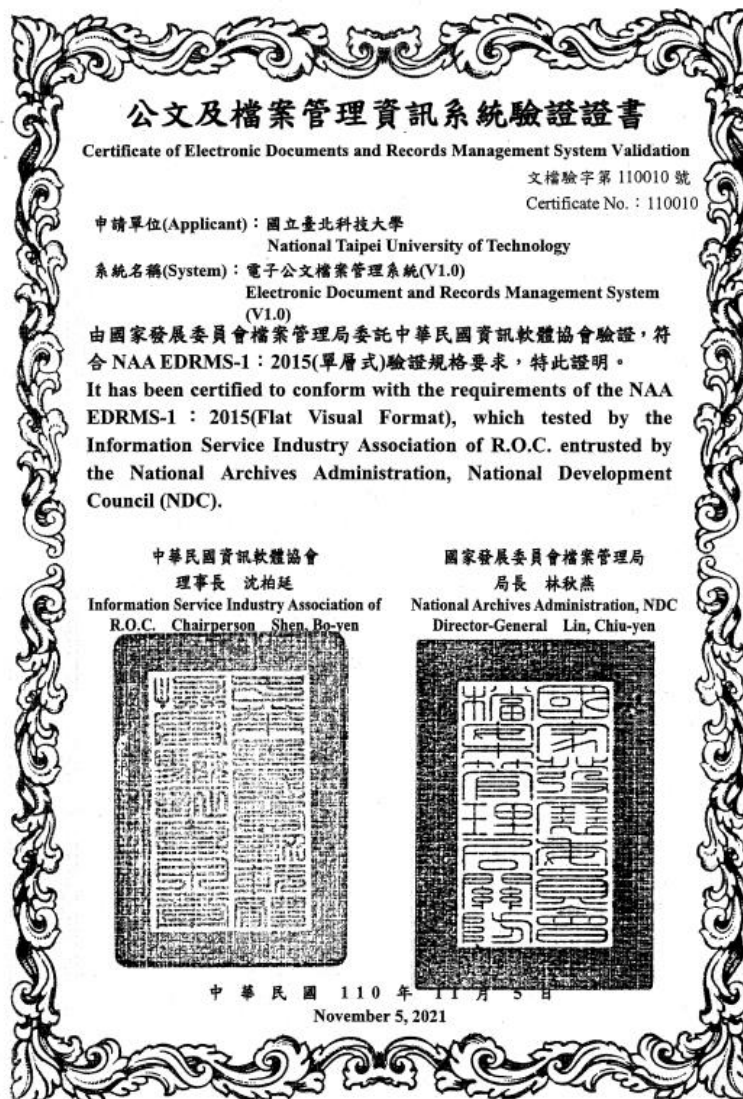 公文及檔案管理資訊系統驗證證書
Certificate of Electronic Documents and Records Management System Validation
文檔驗字第 110010 號
Certificate No.：110010
申請單位(Applicant)：國立臺北科技大學
National Taipei University of Technology
系統名稱(System)：電子公文檔案管理系統(V1.0)
Electronic Document and Records Management System
(V1.0)
由國家發展委員會檔案管理局委託中華民國資訊軟體協會驗證，符
合 NAA EDRMS-1：2015(單層式)驗證規格要求，特此證明。
It has been certified to conform with the requirements of the NAA
EDRMS-1：2015(Flat Visual Format), which tested by the
Information Service Industry Association of R.O.C. entrusted by
the National Archives Administration, National Development
Council (NDC).
中華民國資訊軟體協會
理事長 沈柏延
Information Service Industry Association of
R.O.C. Chairperson Shen, Bo-yen
國家發展委員會檔案管理局
局長 林秋燕
National Archives Administration, NDC
Director-General Lin, Chiu-yen
國家發展委員會
檔案管理局關防
中華民國 110 年 11 月 5 日
November 5, 2021